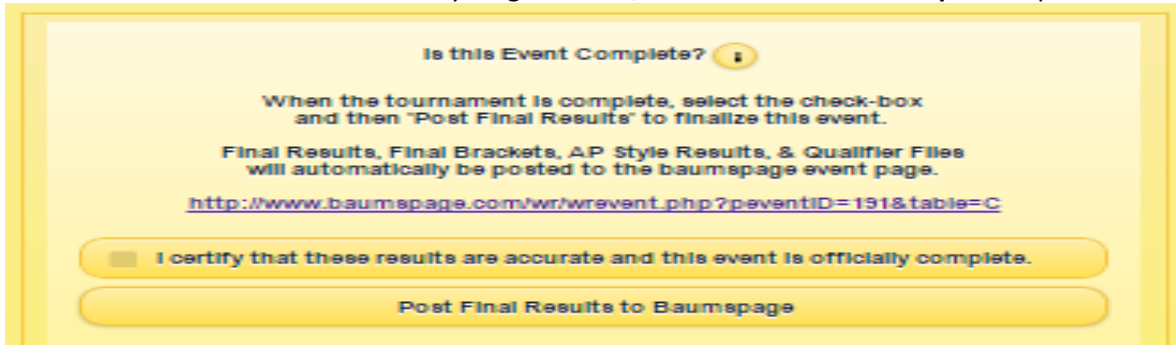 Is this Event Complete?
When the tournament is complete, select the check-box
and then "Post Final Results" to finalize this event.
Final Results, Final Brackets, AP Style Results, & Qualifier Files
will automatically be posted to the baumspage event page.
http://www.baumspage.com/wr/wrevent.php?peventID=191&table=C
I certify that these results are accurate and this event is officially complete.
Post Final Results to Baumspage